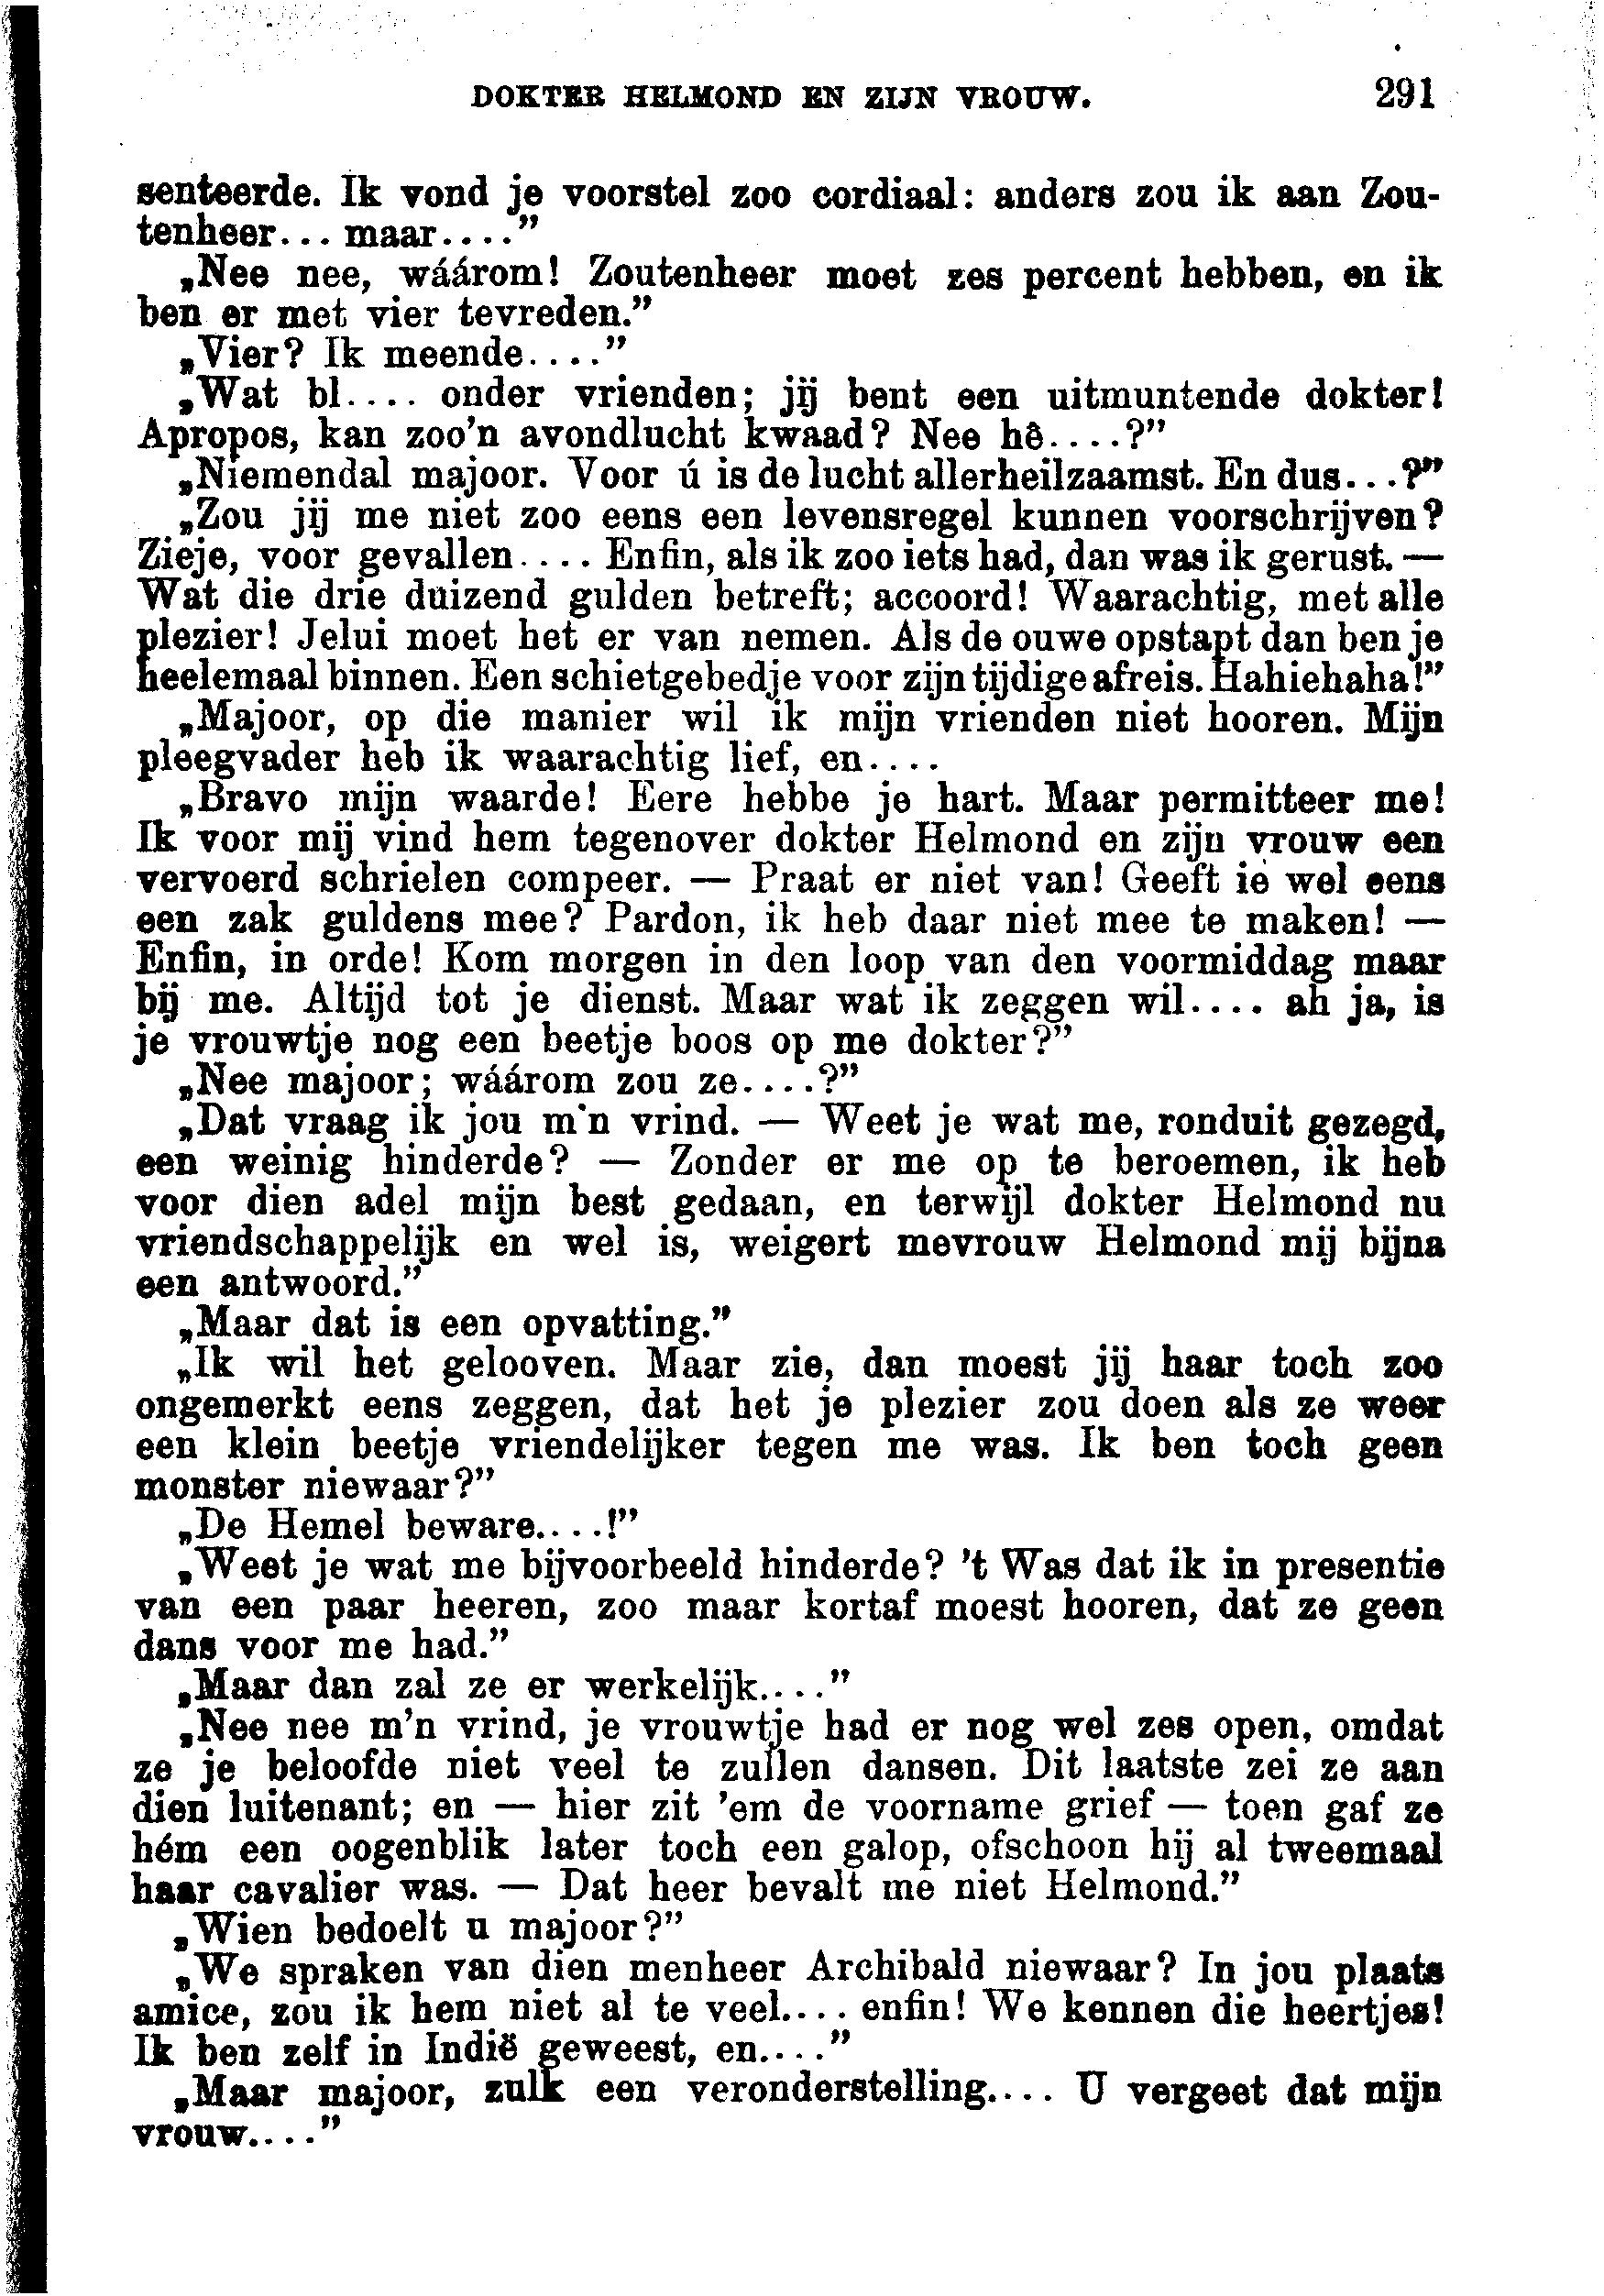 DOKTER HELMOND EN ZIJN VROUW. 291
senteerde. Ik vond je voorstel zoo cordiaal: anders zou ik aan Zou-
tenheer... maar....”
„Nee nee, wáárom! Zoutenheer moet zes percent hebben, en ik
ben er met vier tevreden.”
„Vier? Ik meende....”
„Wat bl.... onder vrienden; jij bent een uitmuntende dokter!
Apropos, kan zoo'n avondlucht kwaad? Nee hê....?”
„Niemendal majoor. Voor ú is de lucht allerheilzaamst. En dus...?”
„Zou jij me niet zoo eens een levensregel kunnen voorschrijven?
Zieje, voor gevallen.... Enfin, als ik zoo iets had, dan was ik gerust. —
Wat die drie duizend gulden betreft; accoord! Waarachtig, met alle
plezier! Jelui moet het er van nemen. Als de ouwe opstapt dan ben je
heelemaal binnen. Een schietgebedje voor zijn tijdige afreis. Hahiehaha!”
„Majoor, op die manier wil ik mijn vrienden niet hooren. Mijn
pleegvader heb ik waarachtig lief, en....
„Bravo mijn waarde! Eere hebbe je hart. Maar permitteer me!
Ik voor mij vind hem tegenover dokter Helmond en zijn vrouw een
vervoerd schrielen compeer. — Praat er niet van! Geeft ie wel eens
een zak guldens mee? Pardon, ik heb daar niet mee te maken! —
Enfin, in orde! Kom morgen in den loop van den voormiddag maar
bij me. Altijd tot je dienst. Maar wat ik zeggen wil.... ah ja, is
je vrouwtje nog een beetje boos op me dokter?”
„Nee majoor; wáárom zou ze....?”
„Dat vraag ik jou m'n vrind. — Weet je wat me, ronduit gezegd,
een weinig hinderde? — Zonder er me op te beroemen, ik heb
voor dien adel mijn best gedaan, en terwijl dokter Helmond nu
vriendschappelijk en wel is, weigert mevrouw Helmond mij bijna
een antwoord.”
„Maar dat is een opvatting.”
„Ik wil het gelooven. Maar zie, dan moest jij haar toch zoo
ongemerkt eens zeggen, dat het je plezier zou doen als ze weer
een klein beetje vriendelijker tegen me was. Ik ben toch geen
monster niewaar?”
„De Hemel beware....!”
„Weet je wat me bijvoorbeeld hinderde? 't Was dat ik in presentie
van een paar heeren, zoo maar kortaf moest hooren, dat ze geen
dans voor me had.”
„Maar dan zal ze er werkelijk....”
„Nee nee m'n vrind, je vrouwtje had er nog wel zes open, omdat
ze je beloofde niet veel te zullen dansen. Dit laatste zei ze aan
dien luitenant; en — hier zit 'em de voorname grief — toen gaf ze
hém een oogenblik later toch een galop, ofschoon hij al tweemaal
haar cavalier was. — Dat heer bevalt me niet Helmond.”
„Wien bedoelt u majoor?”
„We spraken van dien menheer Archibald niewaar? In jou plaats
amice, zou ik hem niet al te veel.... enfin! We kennen die heertjes!
Ik ben zelf in Indië geweest, en....”
„Maar majoor, zulk een veronderstelling.... U vergeet dat mijn
vrouw....”